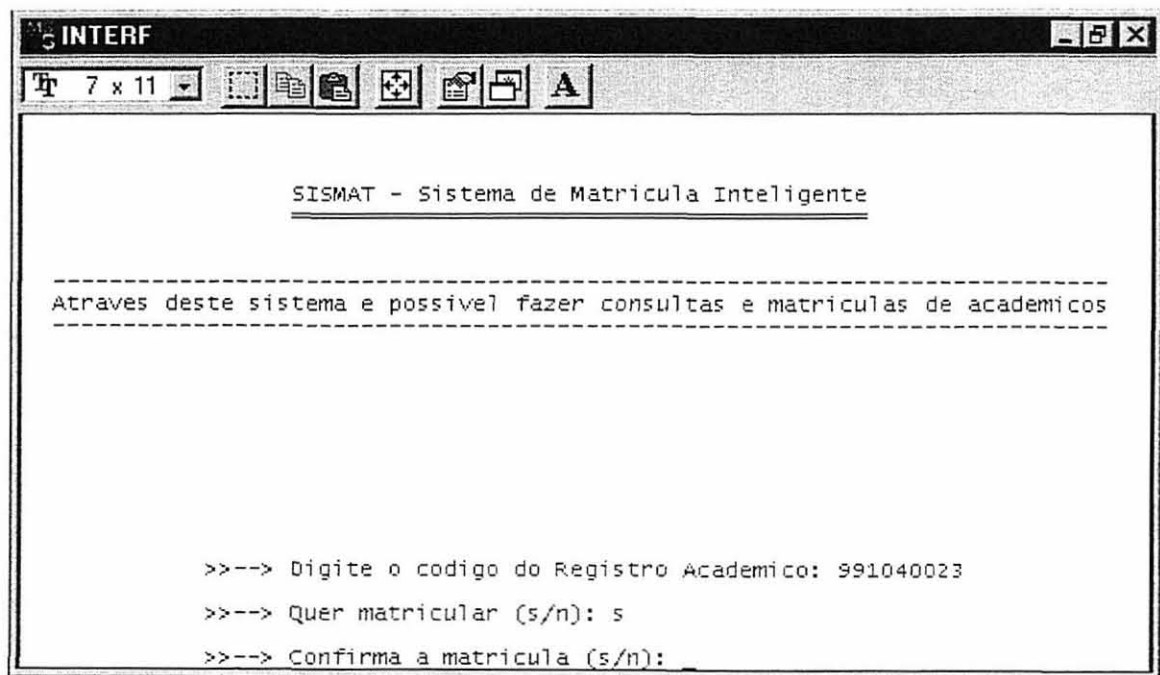 INTERF
7 x 11 A
SISMAT - Sistema de Matricula Inteligente
Atraves deste sistema e possivel fazer consultas e matriculas de academicos
>>--> Digite o codigo do Registro Academico: 991040023
>>--> Quer matricular (s/n): s
>>--> Confirma a matricula (s/n): _